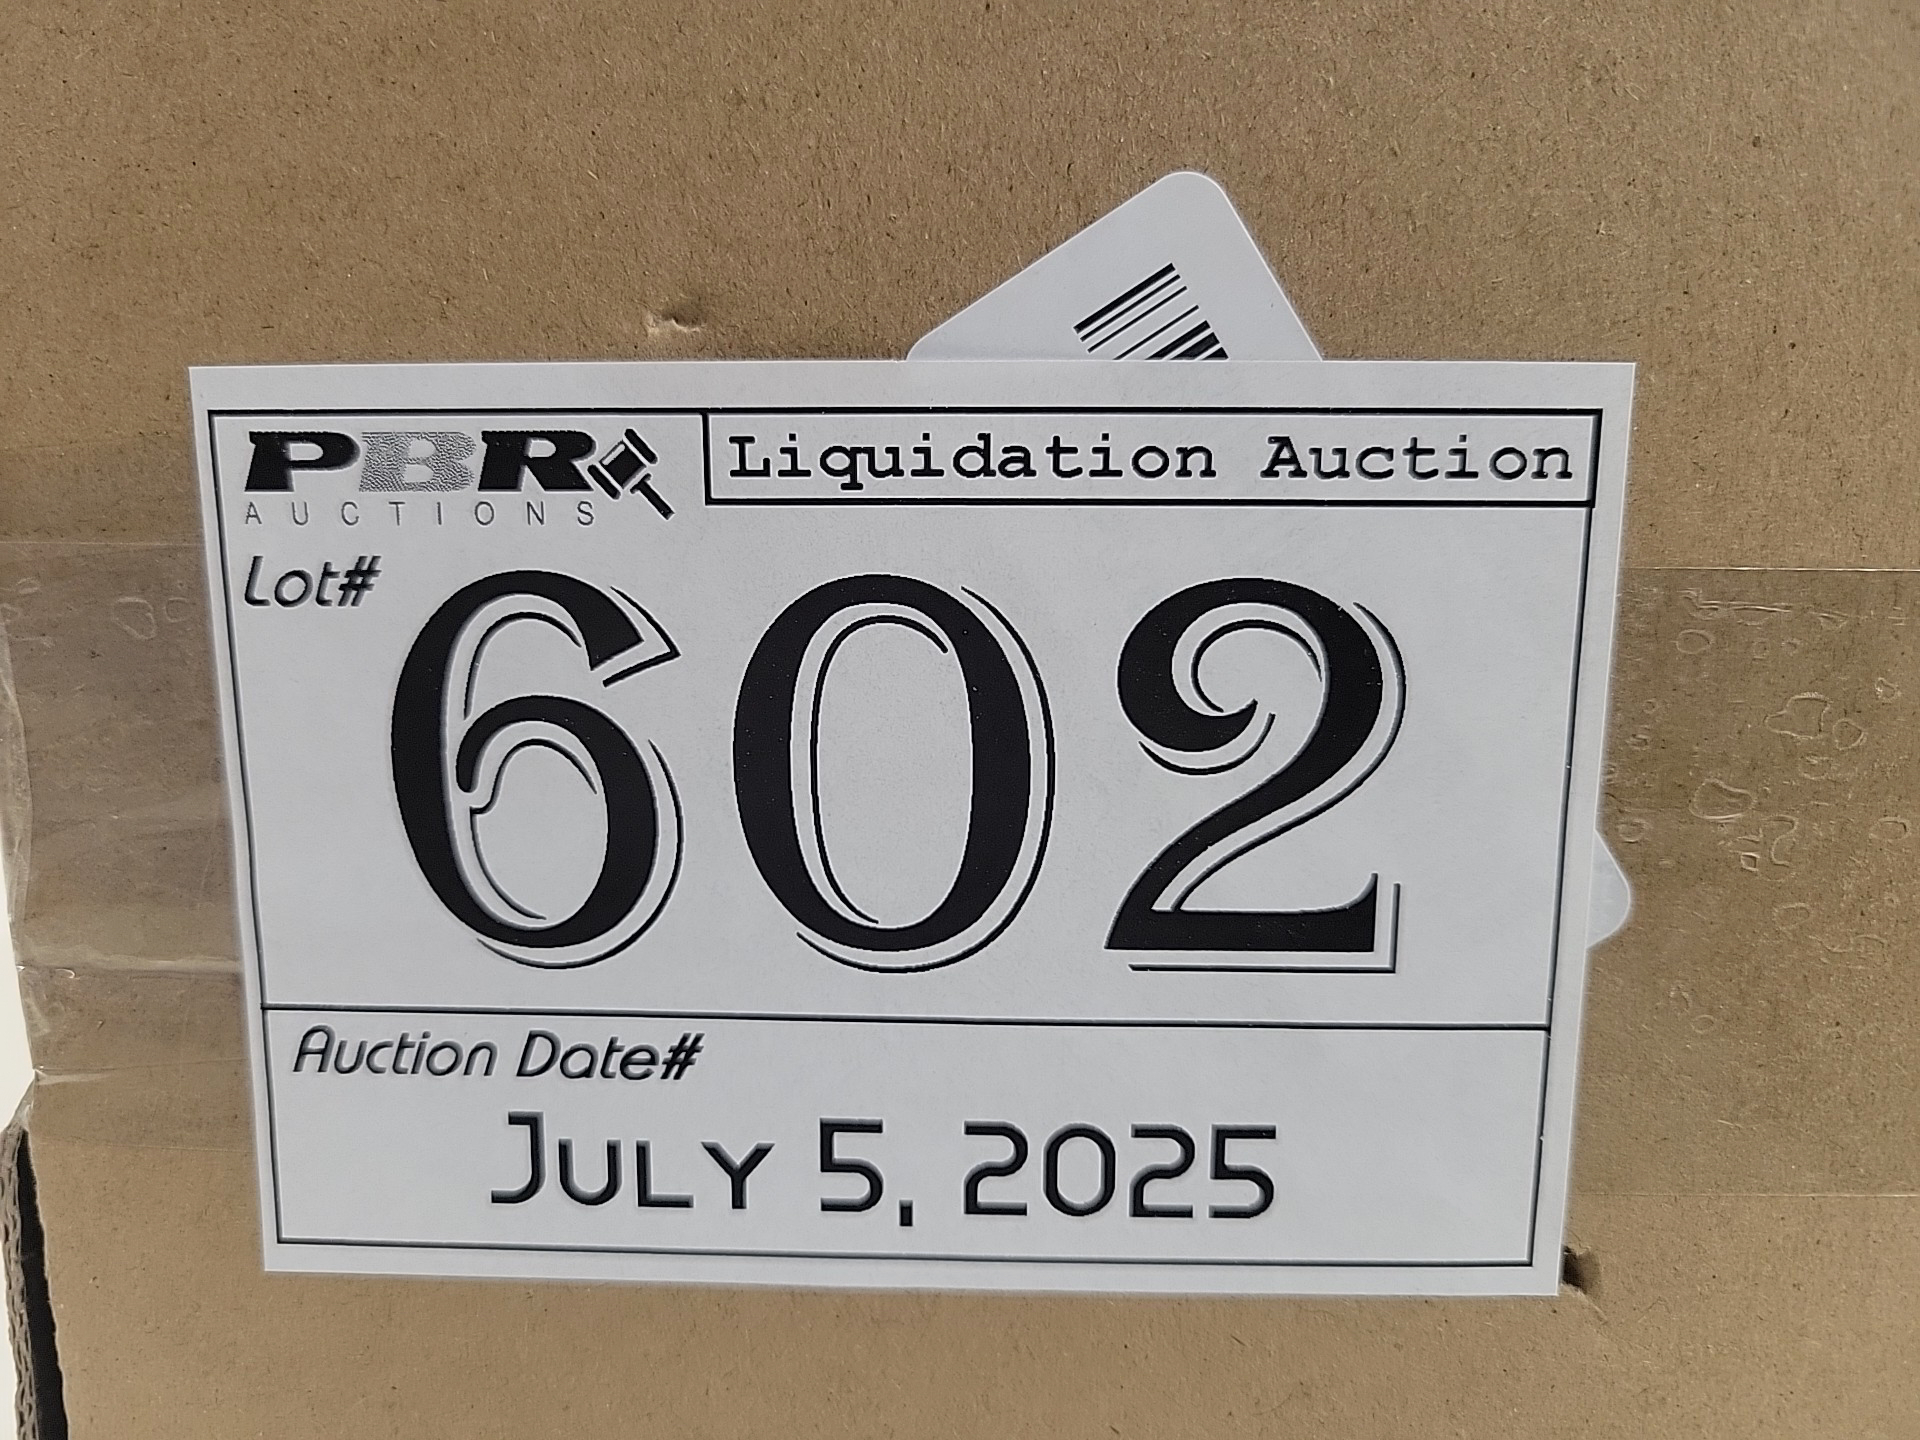 PBR
AUCTIONS
Liquidation Auction
Lot#
602
Auction Date#
July 5, 2025